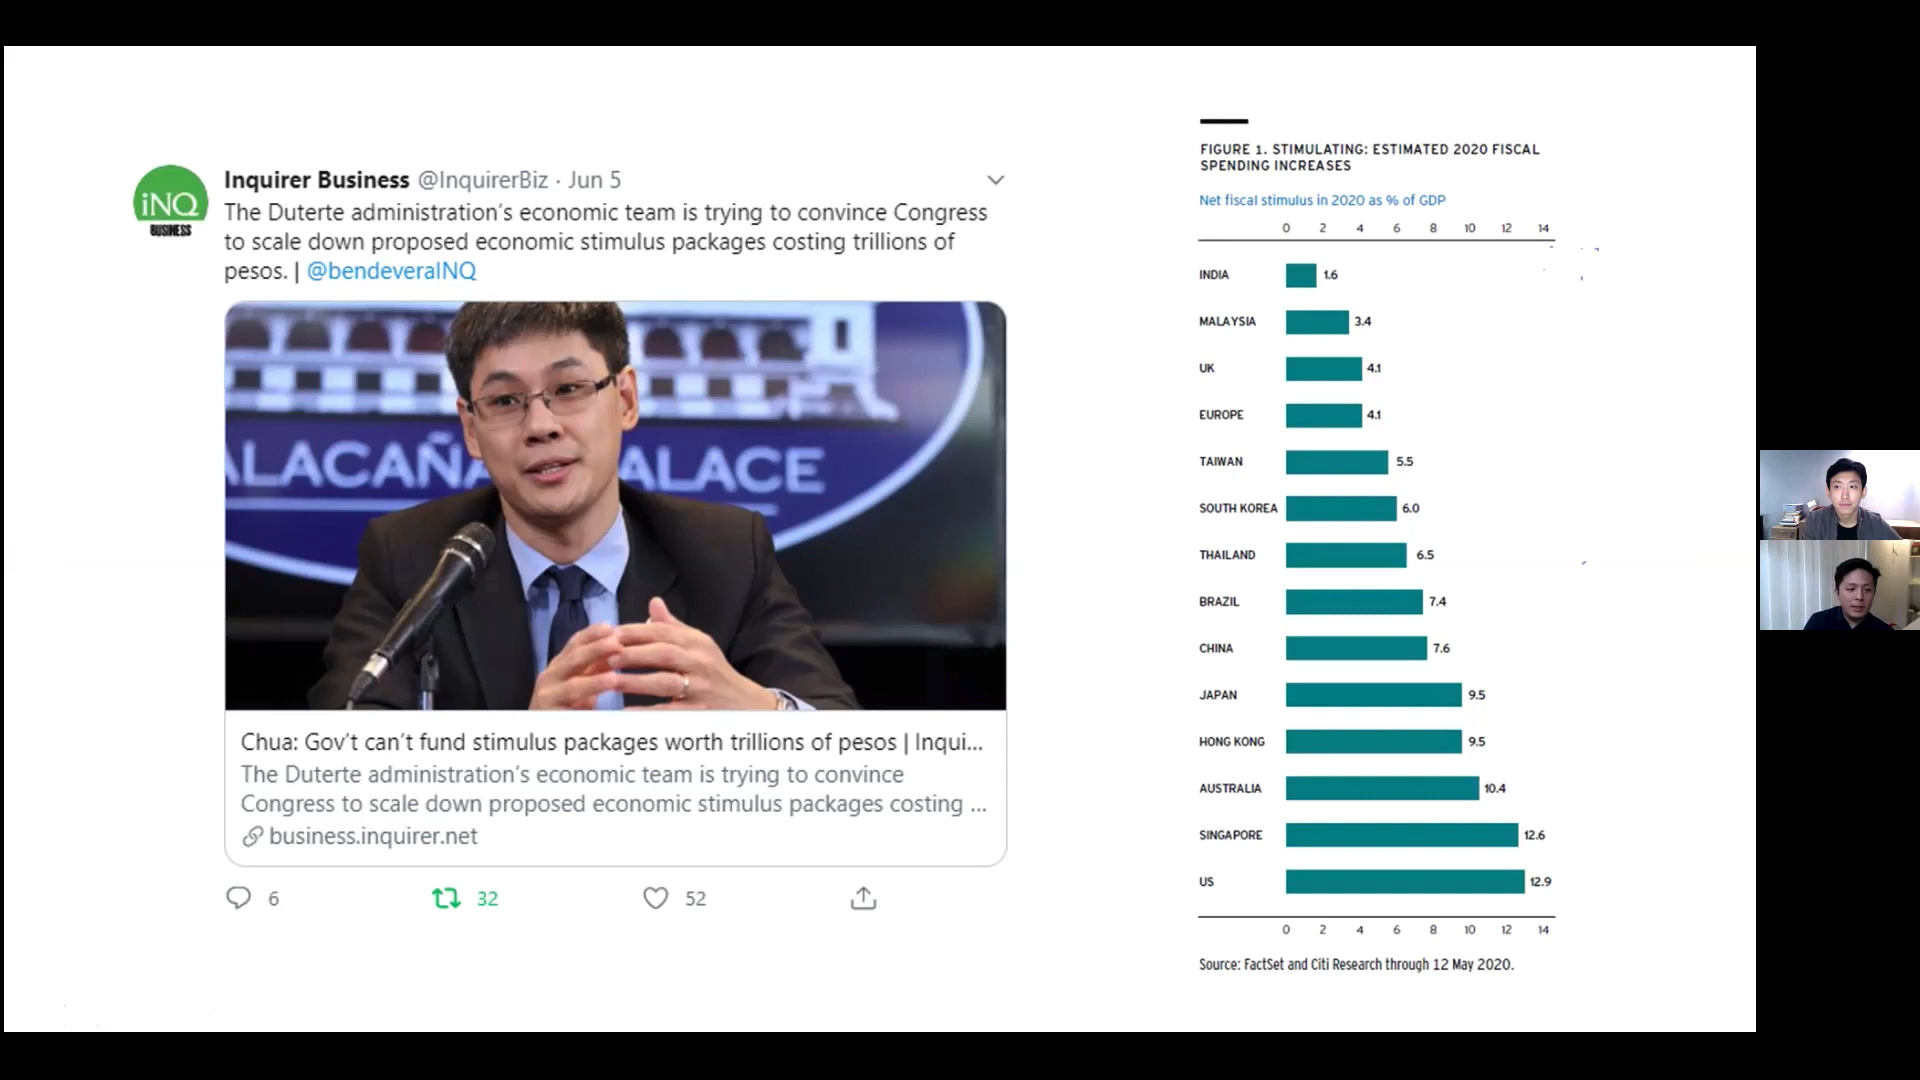 iNQ
BUSINESS
Inquirer Business @InquirerBiz · Jun 5
The Duterte administration’s economic team is trying to convince Congress
to scale down proposed economic stimulus packages costing trillions of
pesos. | @bendeveraINQ
ALACAÑA ALACE
Chua: Gov’t can’t fund stimulus packages worth trillions of pesos | Inqui...
The Duterte administration’s economic team is trying to convince
Congress to scale down proposed economic stimulus packages costing ...
business.inquirer.net
6 32 52
FIGURE 1. STIMULATING: ESTIMATED 2020 FISCAL
SPENDING INCREASES
Net fiscal stimulus in 2020 as % of GDP
0 2 4 6 8 10 12 14
INDIA 1.6
MALAYSIA 3.4
UK 4.1
EUROPE 4.1
TAIWAN 5.5
SOUTH KOREA 6.0
THAILAND 6.5
BRAZIL 7.4
CHINA 7.6
JAPAN 9.5
HONG KONG 9.5
AUSTRALIA 10.4
SINGAPORE 12.6
US 12.9
0 2 4 6 8 10 12 14
Source: FactSet and Citi Research through 12 May 2020.